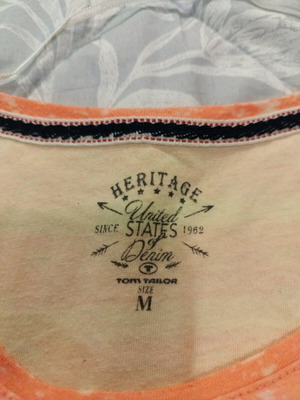 HERITAGE
United
SINCE STATES 1962
of
Denim
TOM TAILOR
SIZE
M